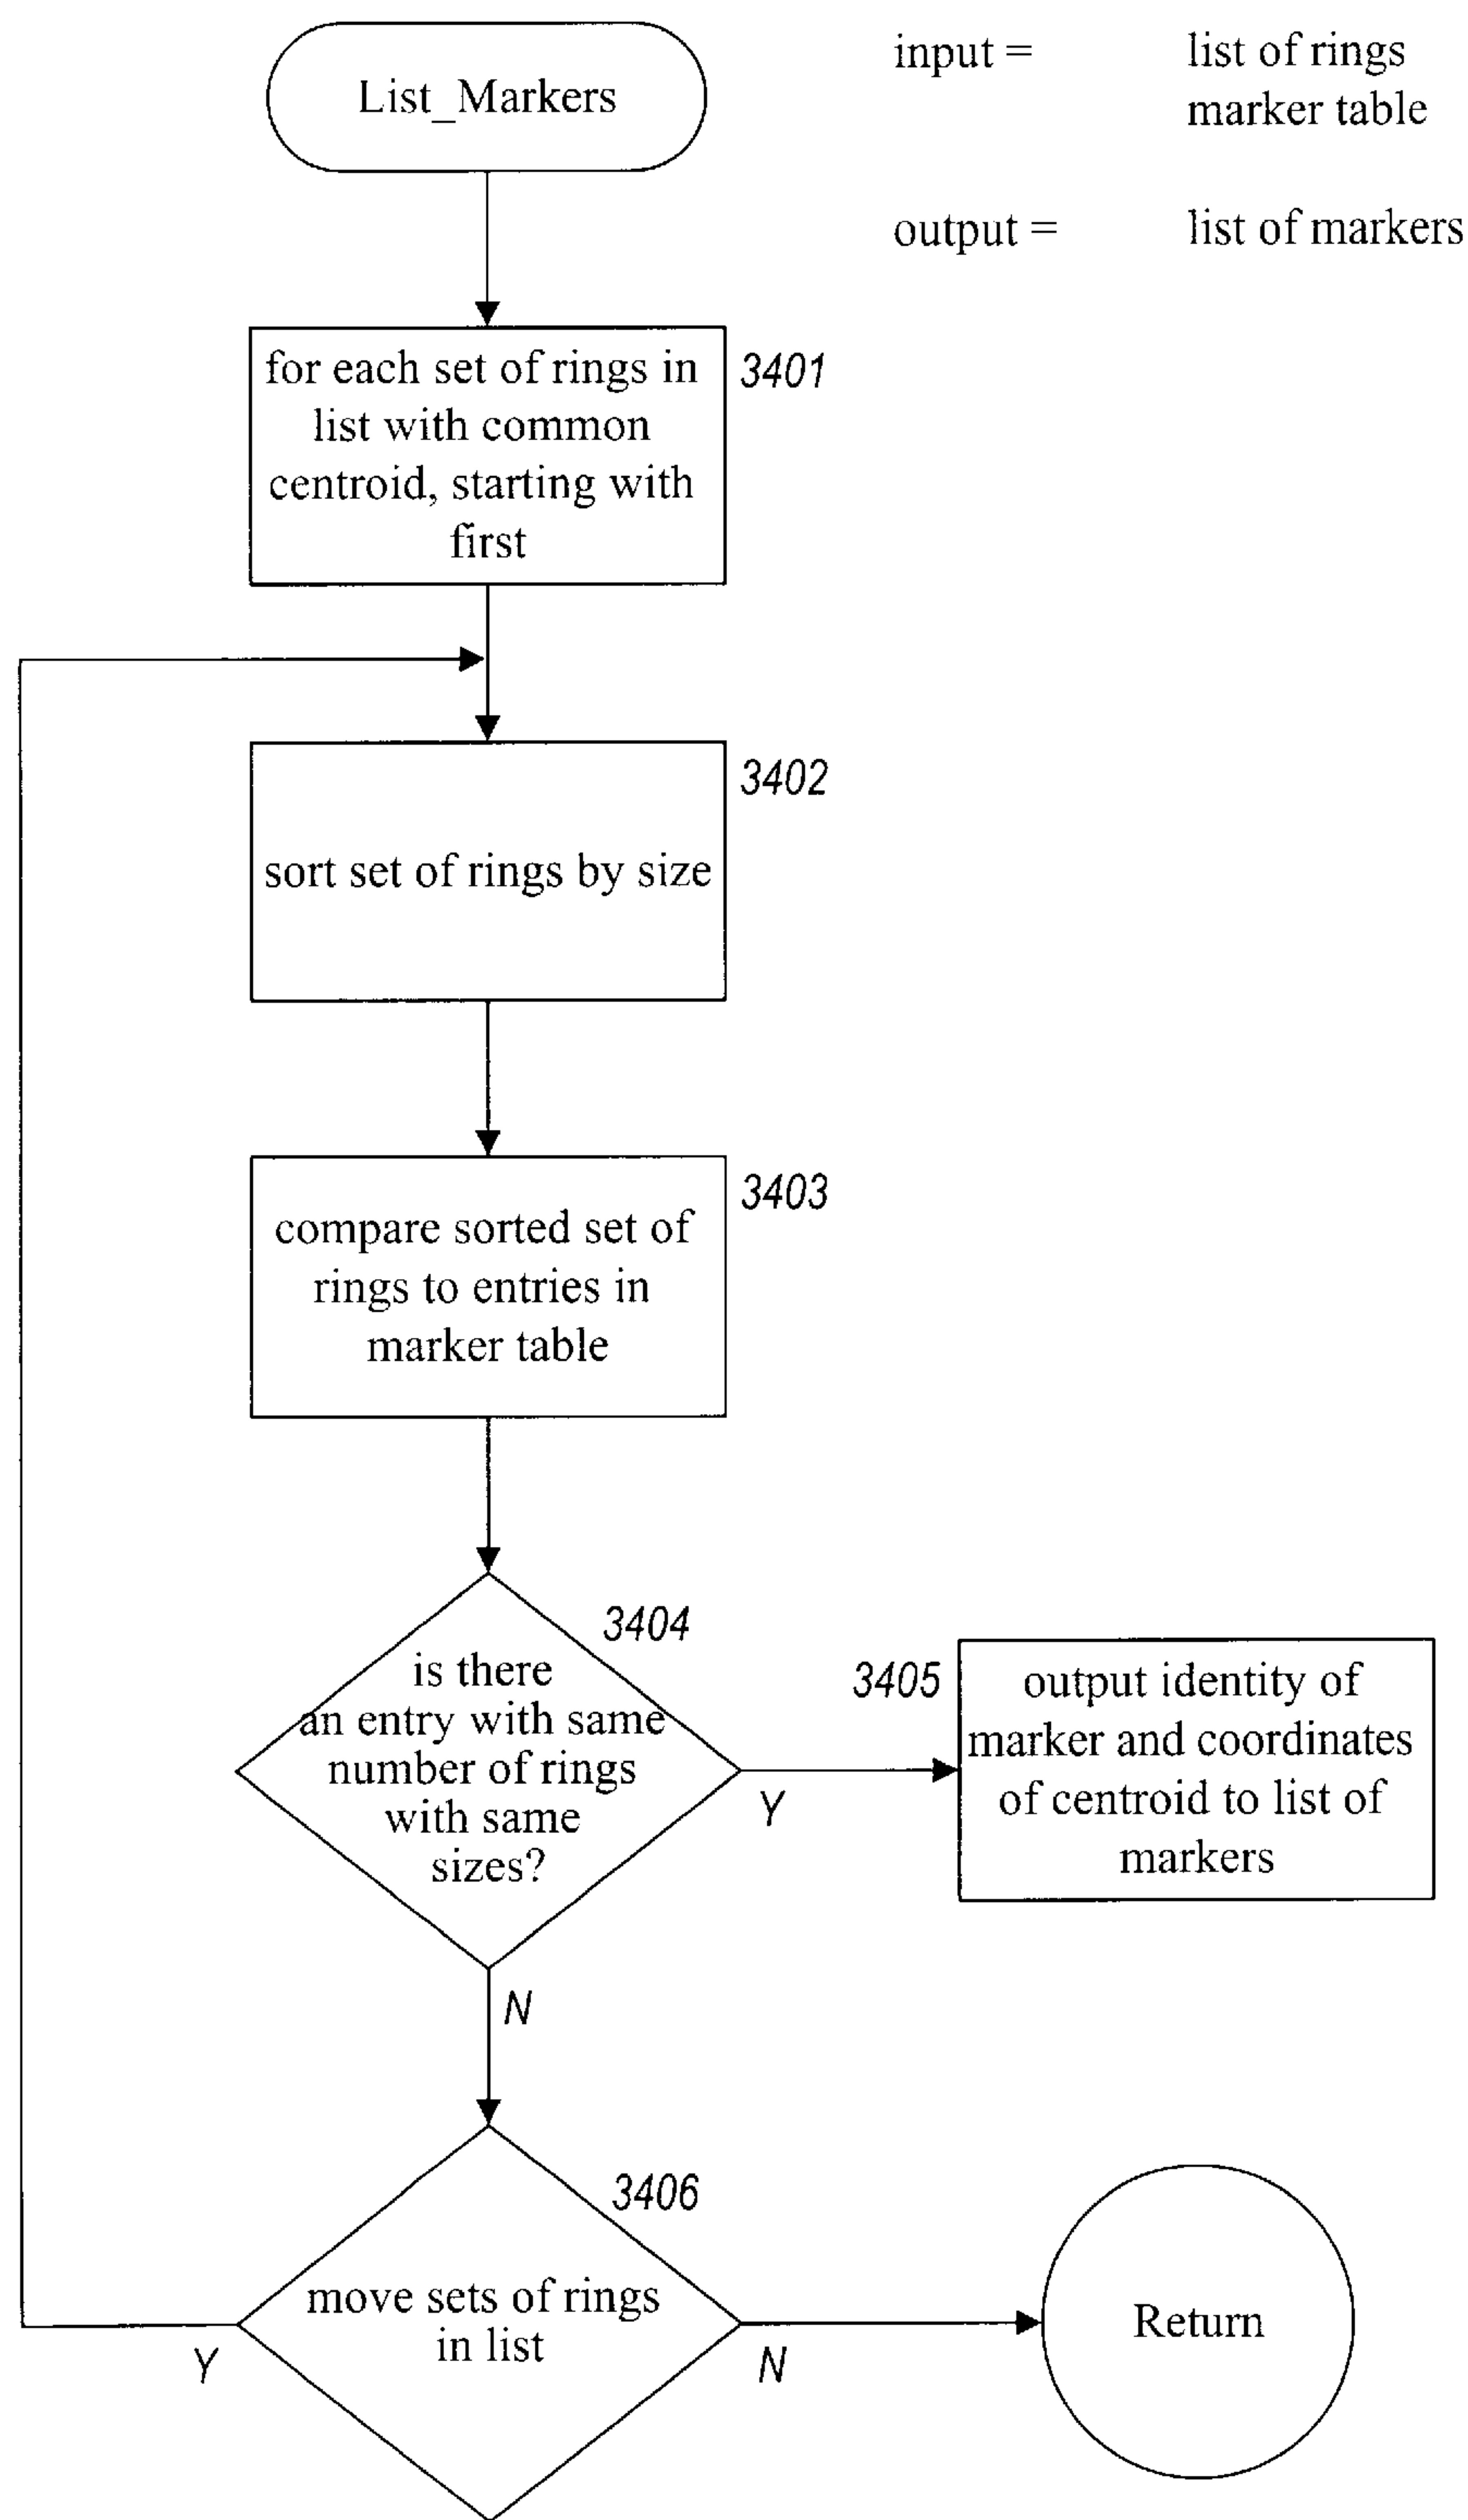 List_Markers
input = list of rings
marker table
output = list of markers
for each set of rings in
list with common
centroid, starting with
first
3401
3402
sort set of rings by size
3403
compare sorted set of
rings to entries in
marker table
3404
is there
an entry with same
number of rings
with same
sizes?
Y
3405
output identity of
marker and coordinates
of centroid to list of
markers
N
3406
move sets of rings
in list
Y
N
Return